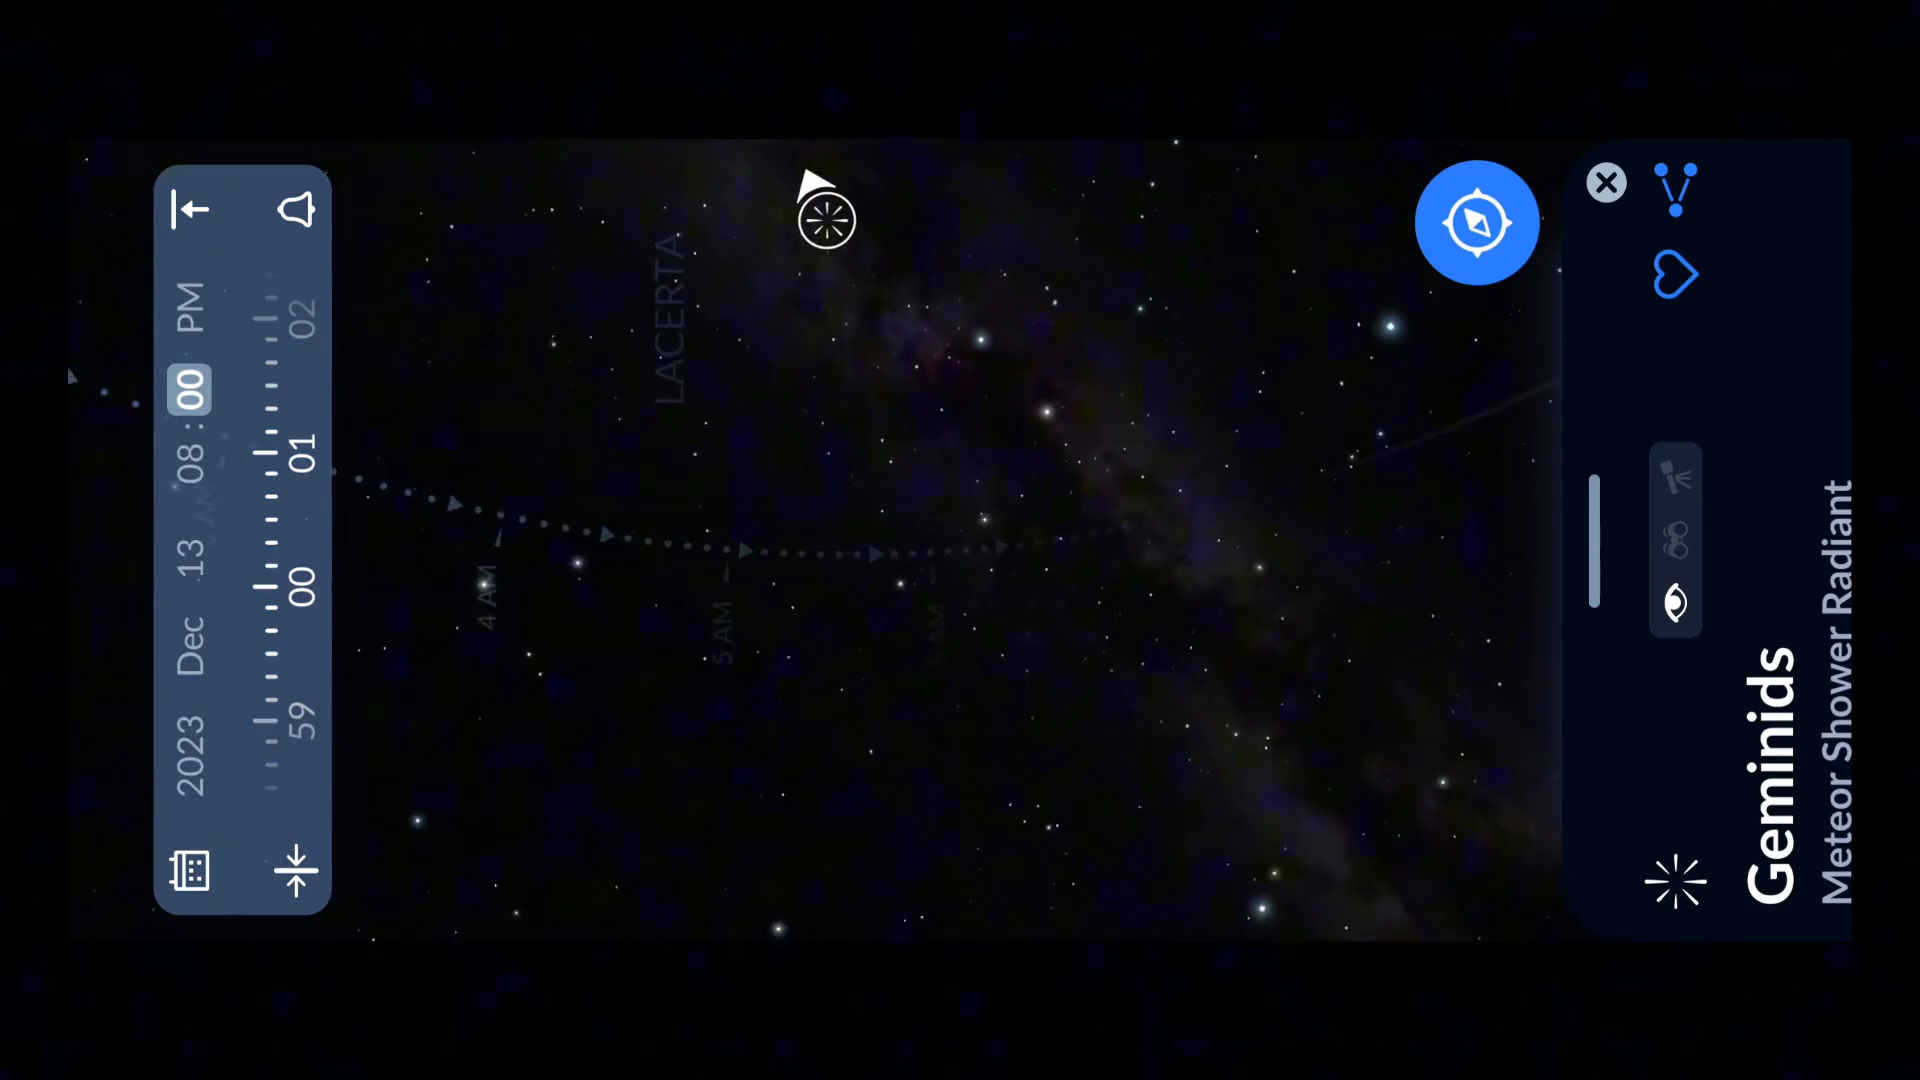 2023 Dec 13 08:00 PM
59 00 01 02
LACERTA
4 AM
5 AM
Geminids
Meteor Shower Radiant